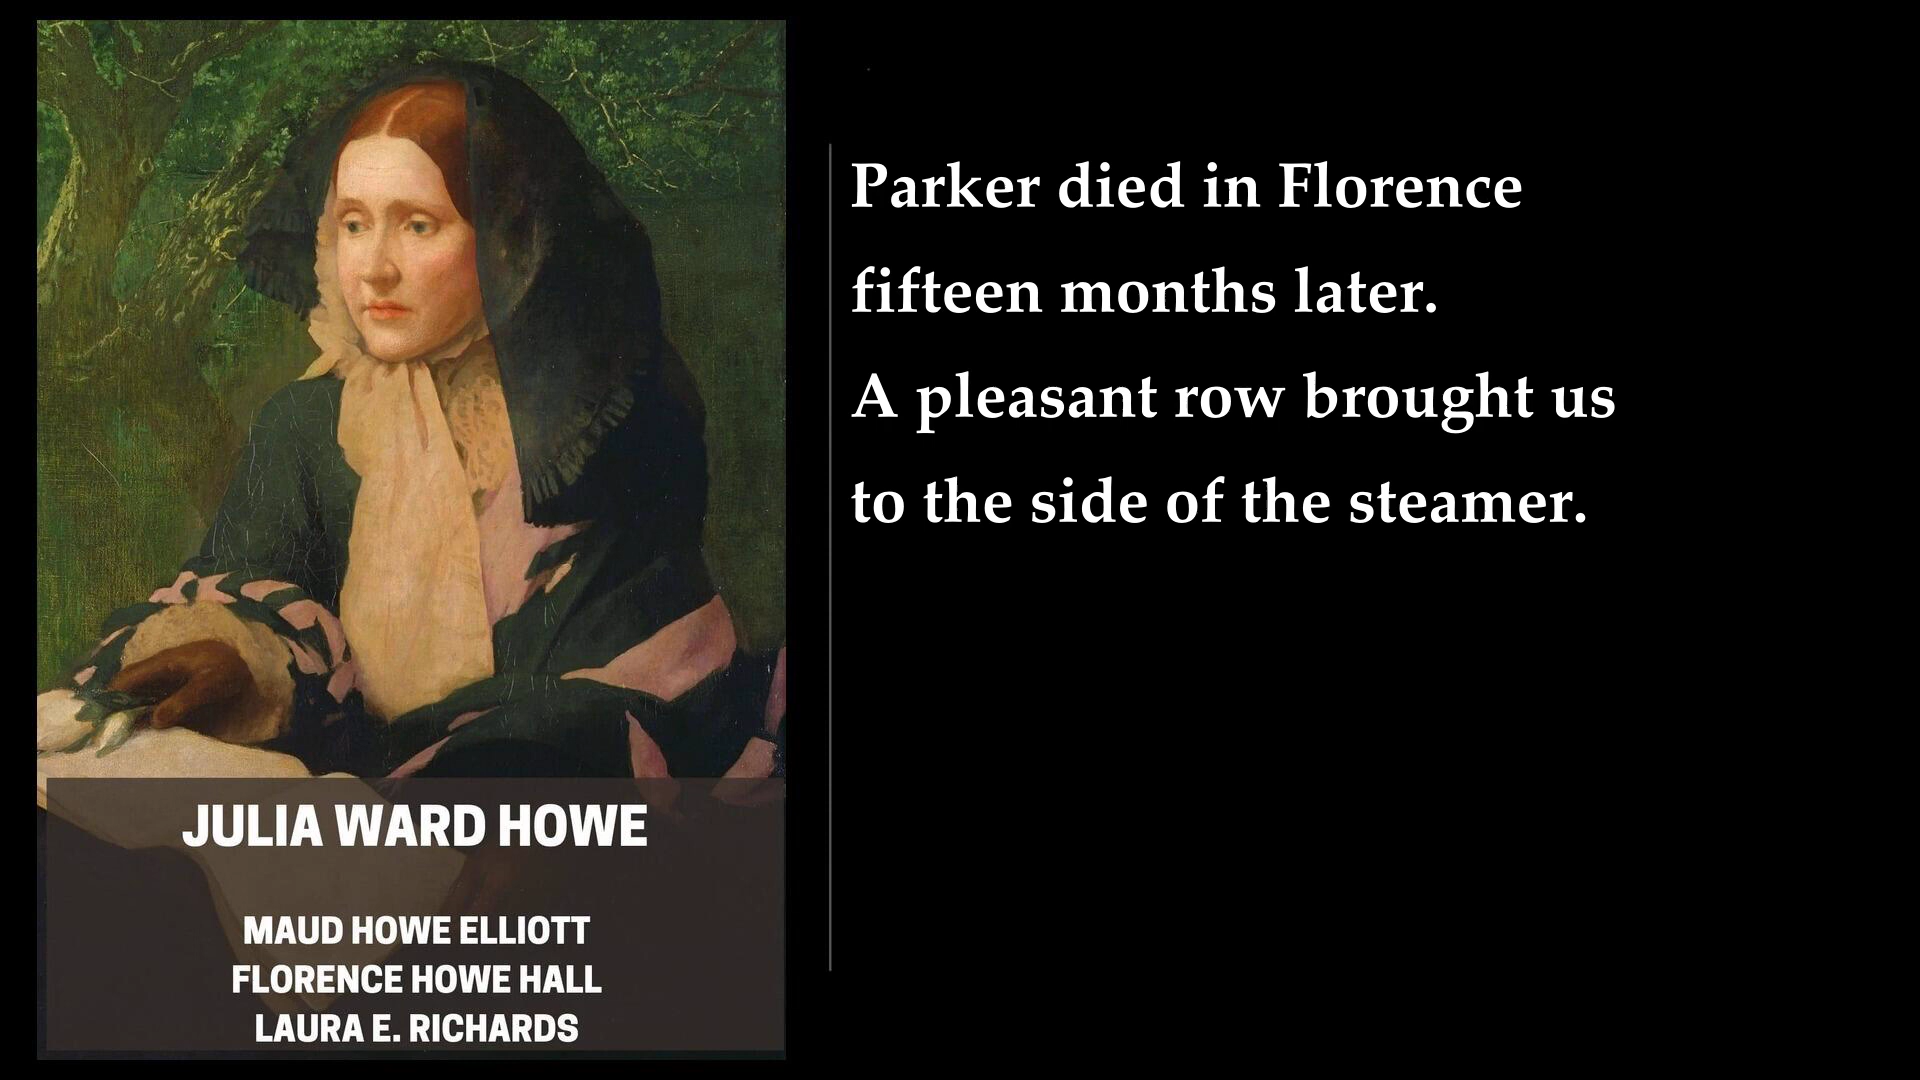 JULIA WARD HOWE
MAUD HOWE ELLIOTT
FLORENCE HOWE HALL
LAURA E. RICHARDS
Parker died in Florence
fifteen months later.
A pleasant row brought us
to the side of the steamer.